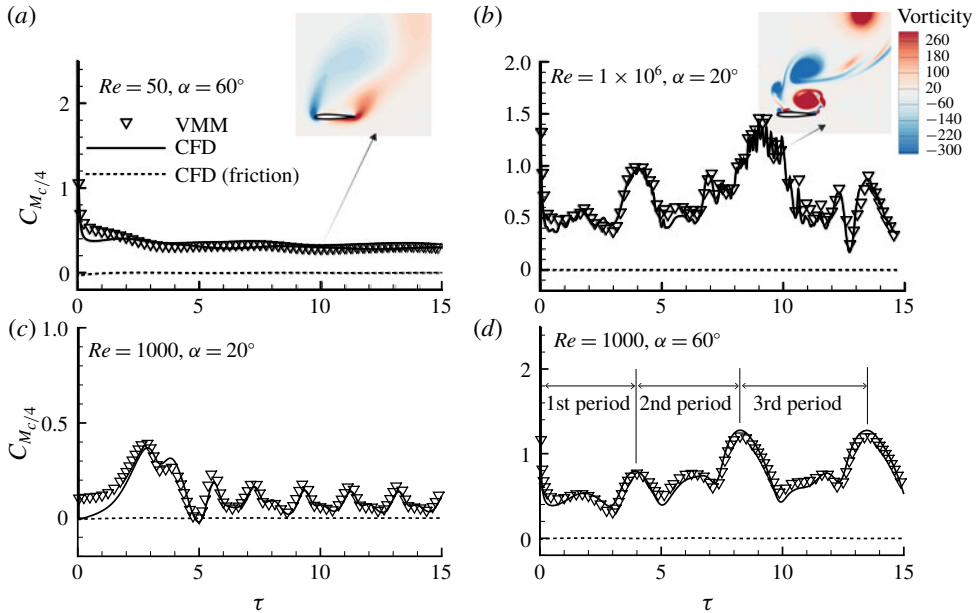 (a)
Re = 50, α = 60°
VMM
CFD
CFD (friction)
C_{M_{c/4}}
2
1
0
0 5 10 15
(b)
Re = 1 × 10^6, α = 20°
Vorticity
260
180
100
20
−60
−140
−220
−300
2.0
1.5
1.0
0.5
0
0 5 10 15
(c)
Re = 1000, α = 20°
C_{M_{c/4}}
1.0
0.5
0
0 5 10 15
τ
(d)
Re = 1000, α = 60°
1st period 2nd period 3rd period
2
1
0
0 5 10 15
τ